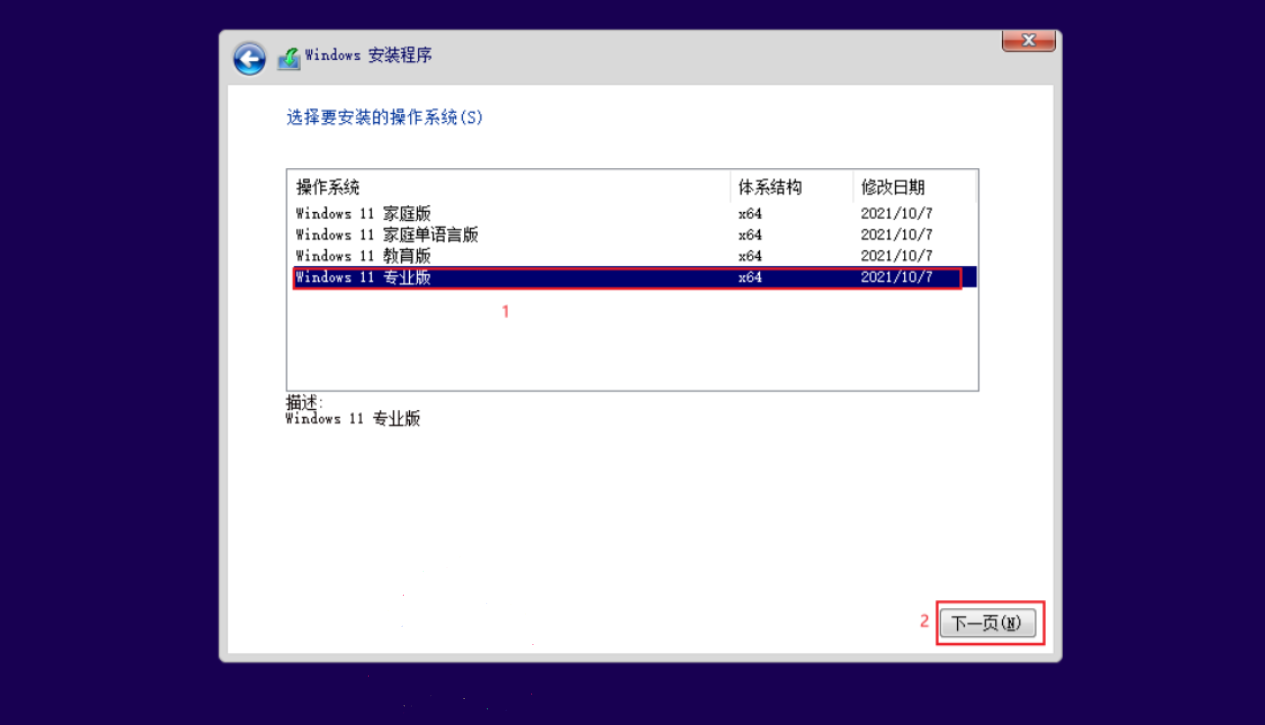 Windows 安装程序
选择要安装的操作系统(S)
操作系统 体系结构 修改日期
Windows 11 家庭版 x64 2021/10/7
Windows 11 家庭单语言版 x64 2021/10/7
Windows 11 教育版 x64 2021/10/7
Windows 11 专业版 x64 2021/10/7
1
描述:
Windows 11 专业版
2 下一页(N)